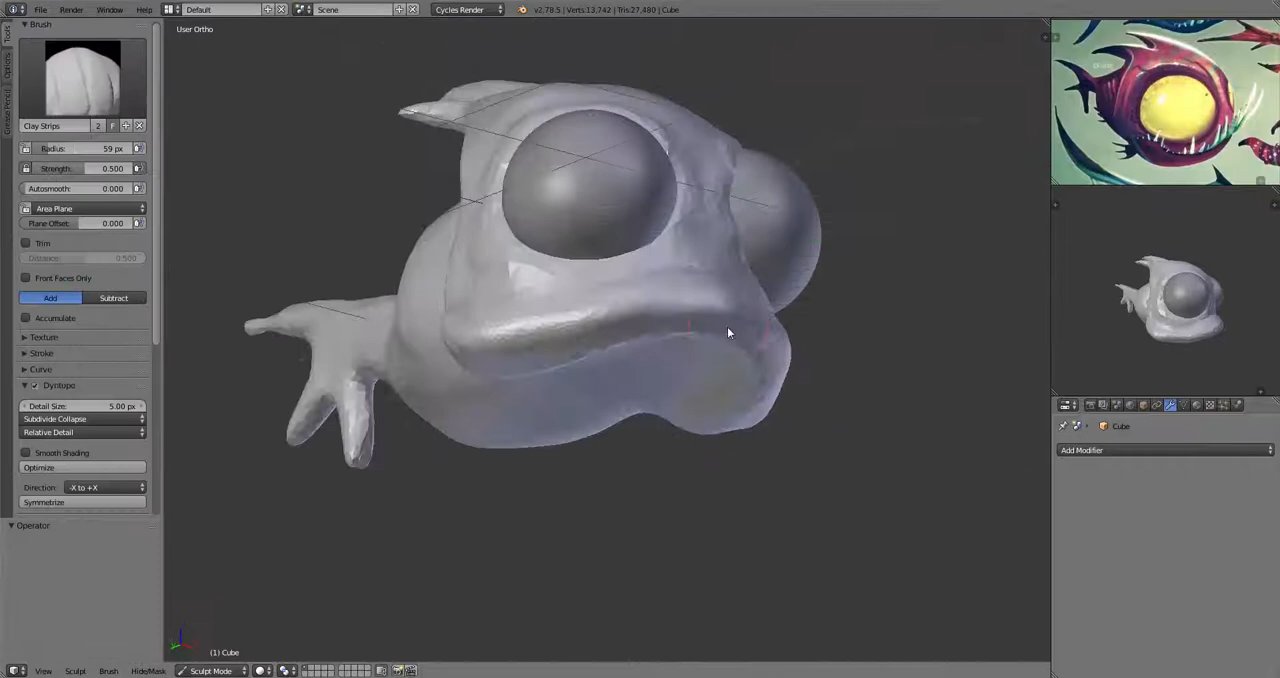 File Render Window Help Default Scene Cycles Render v2.78.5 | Verts:13,742 | Tris:27,480 | Cube
Tools
Options
Grease Pencil
Brush
User Ortho
Clay Strips 2 F
Radius: 59 px
Strength: 0.500
Autosmooth: 0.000
Area Plane
Plane Offset: 0.000
Trim
Distance: 0.500
Front Faces Only
Add Subtract
Accumulate
Texture
Stroke
Curve
Dyntopo
Detail Size: 5.00 px
Subdivide Collapse
Relative Detail
Smooth Shading
Optimize
Direction: -X to +X
Symmetrize
Operator
Cube
Add Modifier
(1) Cube
View Sculpt Brush Hide/Mask Sculpt Mode